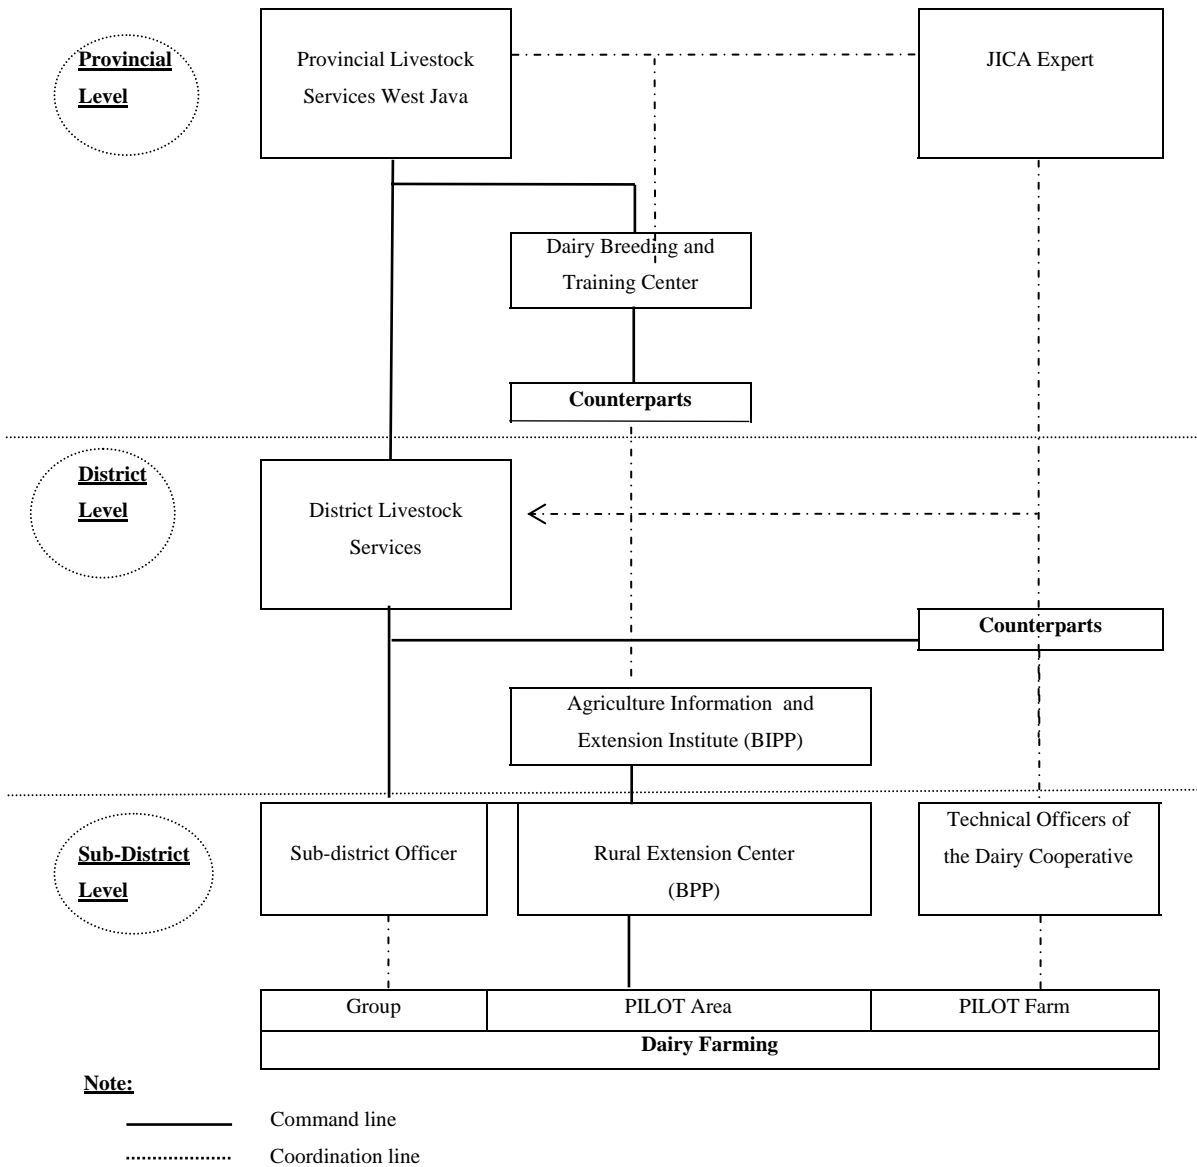 Provincial
Level
Provincial Livestock
Services West Java
JICA Expert
Dairy Breeding and
Training Center
Counterparts
District
Level
District Livestock
Services
Counterparts
Agriculture Information and
Extension Institute (BIPP)
Sub-District
Level
Sub-district Officer
Rural Extension Center
(BPP)
Technical Officers of
the Dairy Cooperative
Group
PILOT Area
PILOT Farm
Dairy Farming
Note:
Command line
Coordination line